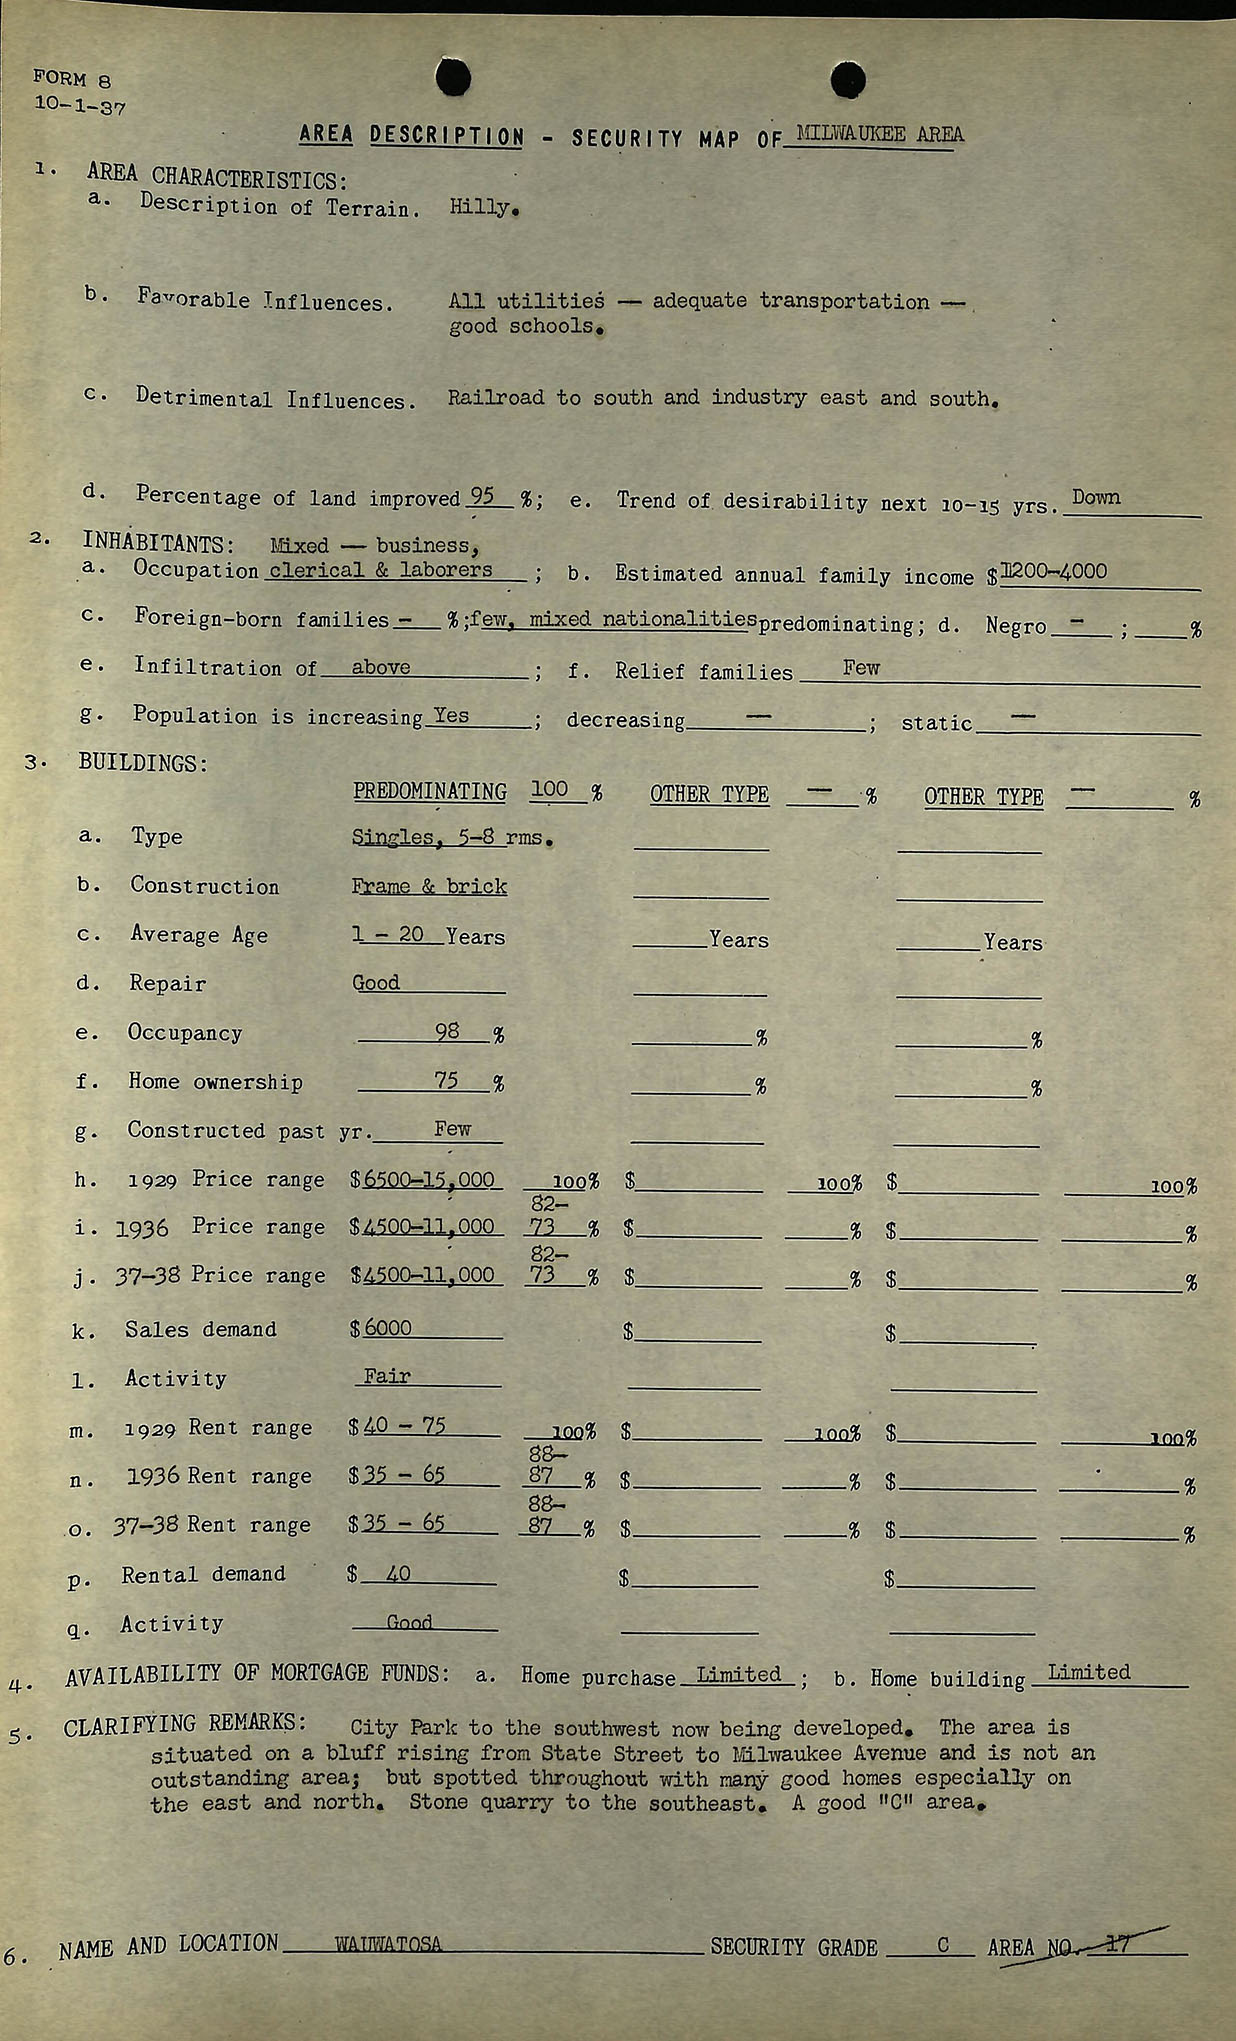 FORM 8
10-1-37
AREA DESCRIPTION - SECURITY MAP OF MILWAUKEE AREA
1. AREA CHARACTERISTICS:
a. Description of Terrain. Hilly.
b. Favorable Influences. All utilities — adequate transportation —
good schools.
c. Detrimental Influences. Railroad to south and industry east and south.
d. Percentage of land improved 95 %; e. Trend of desirability next 10-15 yrs. Down
2. INHABITANTS: Mixed — business,
a. Occupation clerical & laborers ; b. Estimated annual family income $1200-4000
c. Foreign-born families - %; few, mixed nationalities predominating; d. Negro - ; %
e. Infiltration of above ; f. Relief families Few
g. Population is increasing Yes ; decreasing — ; static —
3. BUILDINGS:
PREDOMINATING 100 % OTHER TYPE — % OTHER TYPE — %
a. Type Singles, 5-8 rms.
b. Construction Frame & brick
c. Average Age 1 - 20 Years Years Years
d. Repair Good
e. Occupancy 98 % % %
f. Home ownership 75 % % %
g. Constructed past yr. Few
h. 1929 Price range $6500-15,000 100% $ 100% $ 100%
82-
i. 1936 Price range $4500-11,000 73 % $ % $ %
82-
j. 37-38 Price range $4500-11,000 73 % $ % $ %
k. Sales demand $6000 $ $
l. Activity Fair
m. 1929 Rent range $40 - 75 100% $ 100% $ 100%
88-
n. 1936 Rent range $35 - 65 87 % $ % $ %
88-
o. 37-38 Rent range $35 - 65 87 % $ % $ %
p. Rental demand $ 40 $ $
q. Activity Good
4. AVAILABILITY OF MORTGAGE FUNDS: a. Home purchase Limited ; b. Home building Limited
5. CLARIFYING REMARKS: City Park to the southwest now being developed. The area is
situated on a bluff rising from State Street to Milwaukee Avenue and is not an
outstanding area; but spotted throughout with many good homes especially on
the east and north. Stone quarry to the southeast. A good "C" area.
6. NAME AND LOCATION WAUWATOSA SECURITY GRADE C AREA NO. 17